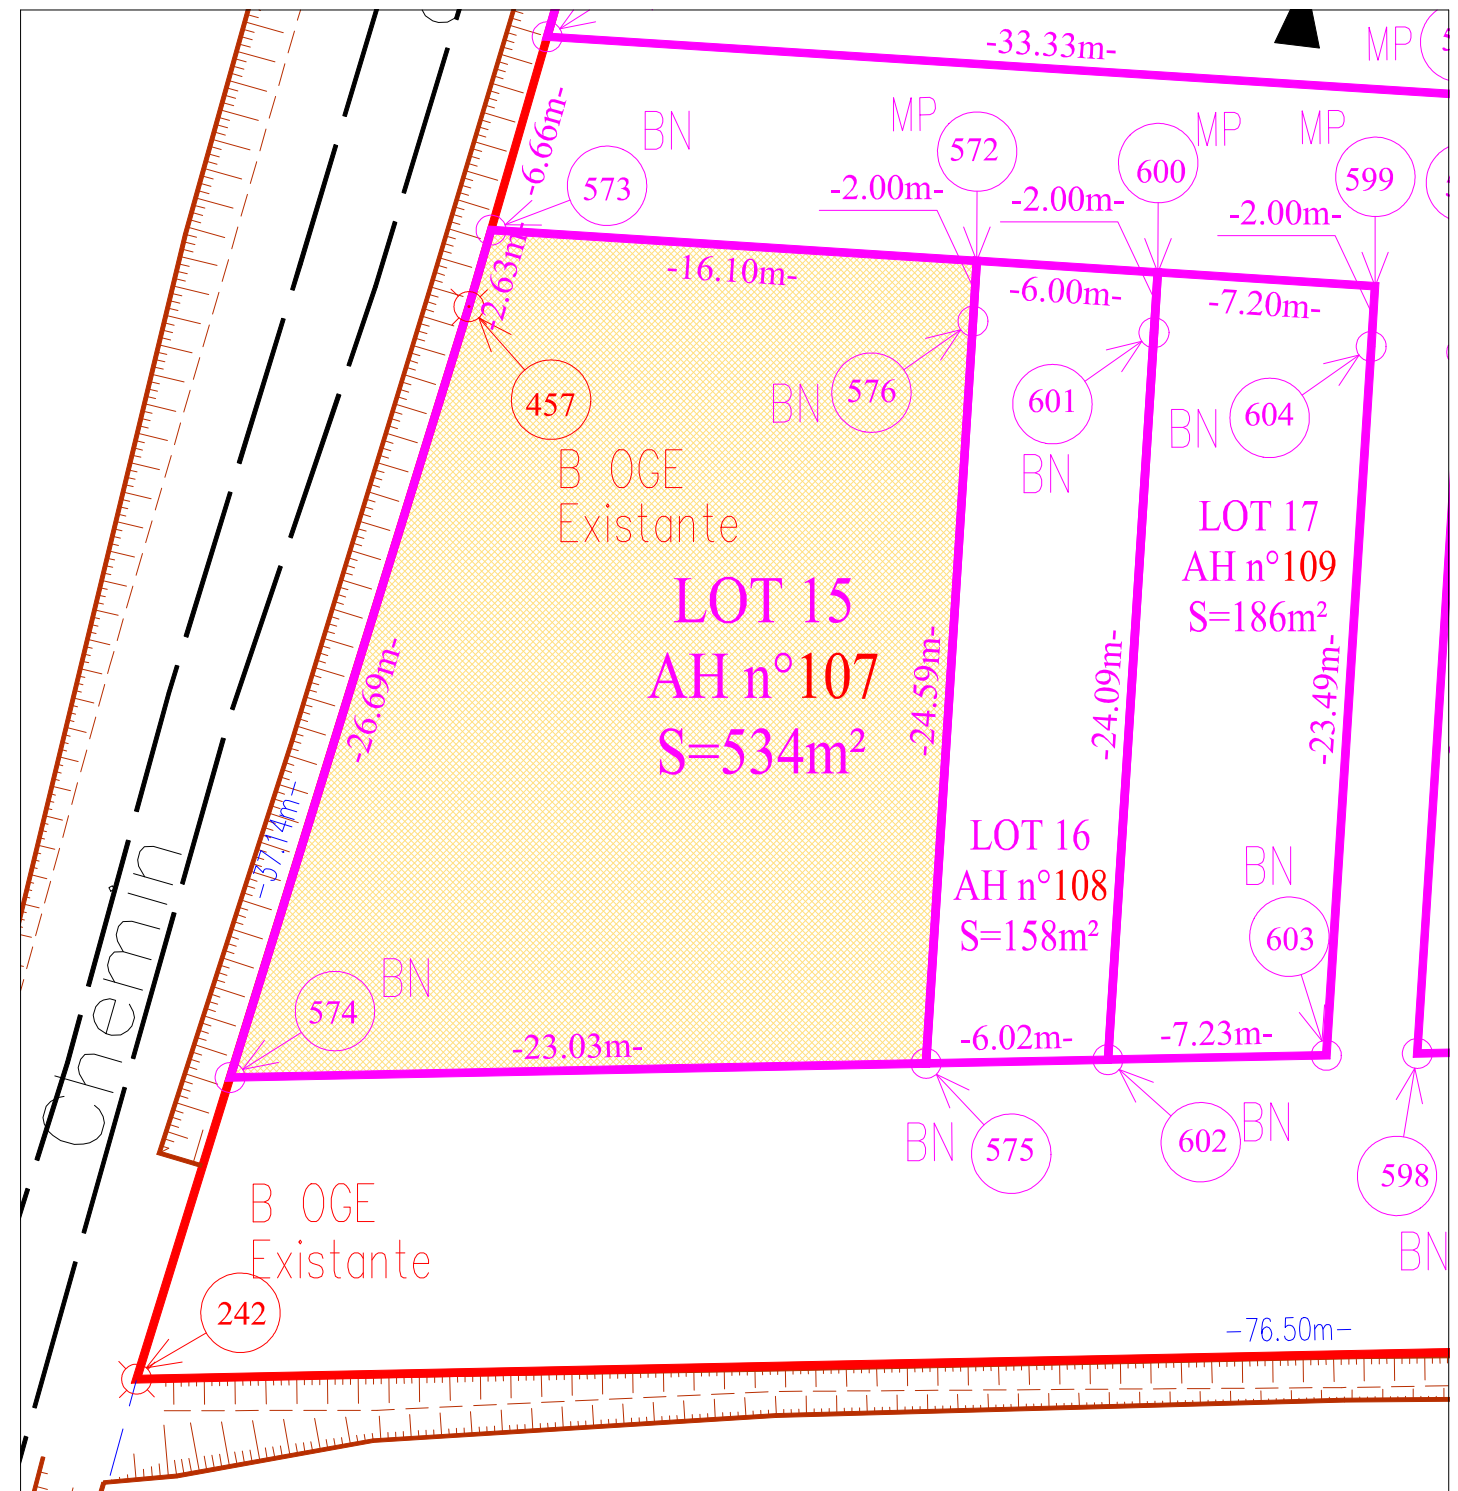 -33.33m-
MP
-6.66m-
BN
573
MP
572
600
MP
MP
599
-2.00m-
-2.00m-
-2.00m-
-2.63m-
-16.10m-
-6.00m-
-7.20m-
457
B OGE
Existante
BN
576
601
BN
BN
604
LOT 17
AH n°109
S=186m²
LOT 15
AH n°107
S=534m²
-26.69m-
-24.59m-
-24.09m-
-23.49m-
-37.14m-
LOT 16
AH n°108
S=158m²
BN
603
Chemin
574
BN
-23.03m-
-6.02m-
-7.23m-
BN
575
602
BN
598
BN
B OGE
Existante
242
-76.50m-